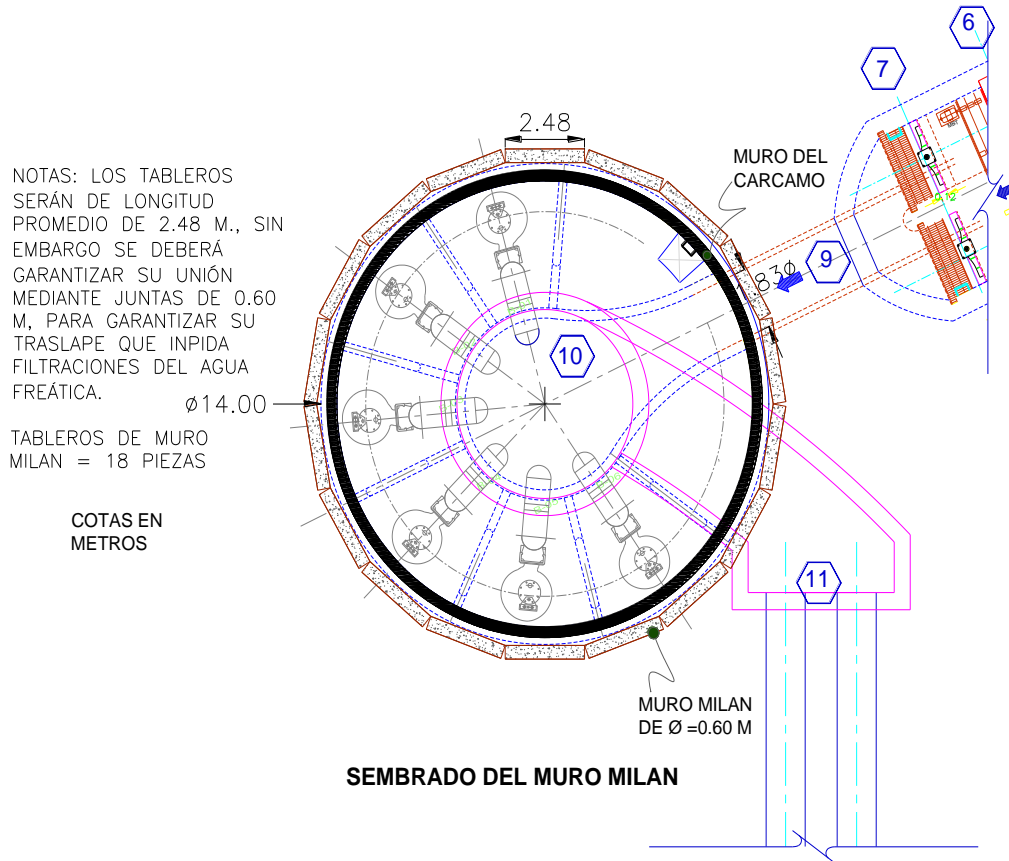 6
7
2.48
MURO DEL
CARCAMO
NOTAS: LOS TABLEROS
SERÁN DE LONGITUD
PROMEDIO DE 2.48 M., SIN
EMBARGO SE DEBERÁ
GARANTIZAR SU UNIÓN
MEDIANTE JUNTAS DE 0.60
M, PARA GARANTIZAR SU
TRASLAPE QUE INPIDA
FILTRACIONES DEL AGUA
FREÁTICA.
9
83Ø
10
Ø14.00
TABLEROS DE MURO
MILAN = 18 PIEZAS
COTAS EN
METROS
11
MURO MILAN
DE Ø =0.60 M
SEMBRADO DEL MURO MILAN